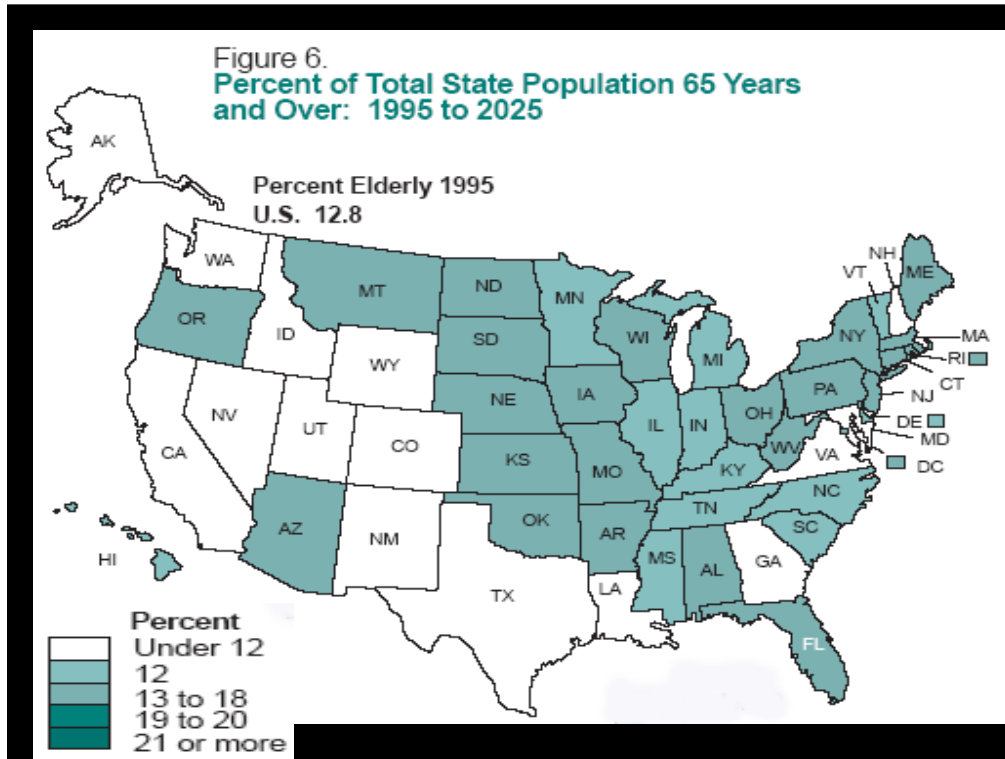 Figure 6.
Percent of Total State Population 65 Years
and Over: 1995 to 2025
AK
Percent Elderly 1995
U.S. 12.8
WA
OR
ID
MT
ND
MN
WI
MI
SD
WY
NE
IA
NV
UT
CO
CA
KS
MO
IL
IN
OH
KY
WV
PA
NY
VT
NH
ME
MA
RI
CT
NJ
DE
MD
DC
VA
NC
TN
SC
AZ
NM
OK
AR
TX
LA
MS
AL
GA
FL
HI
Percent
Under 12
12
13 to 18
19 to 20
21 or more